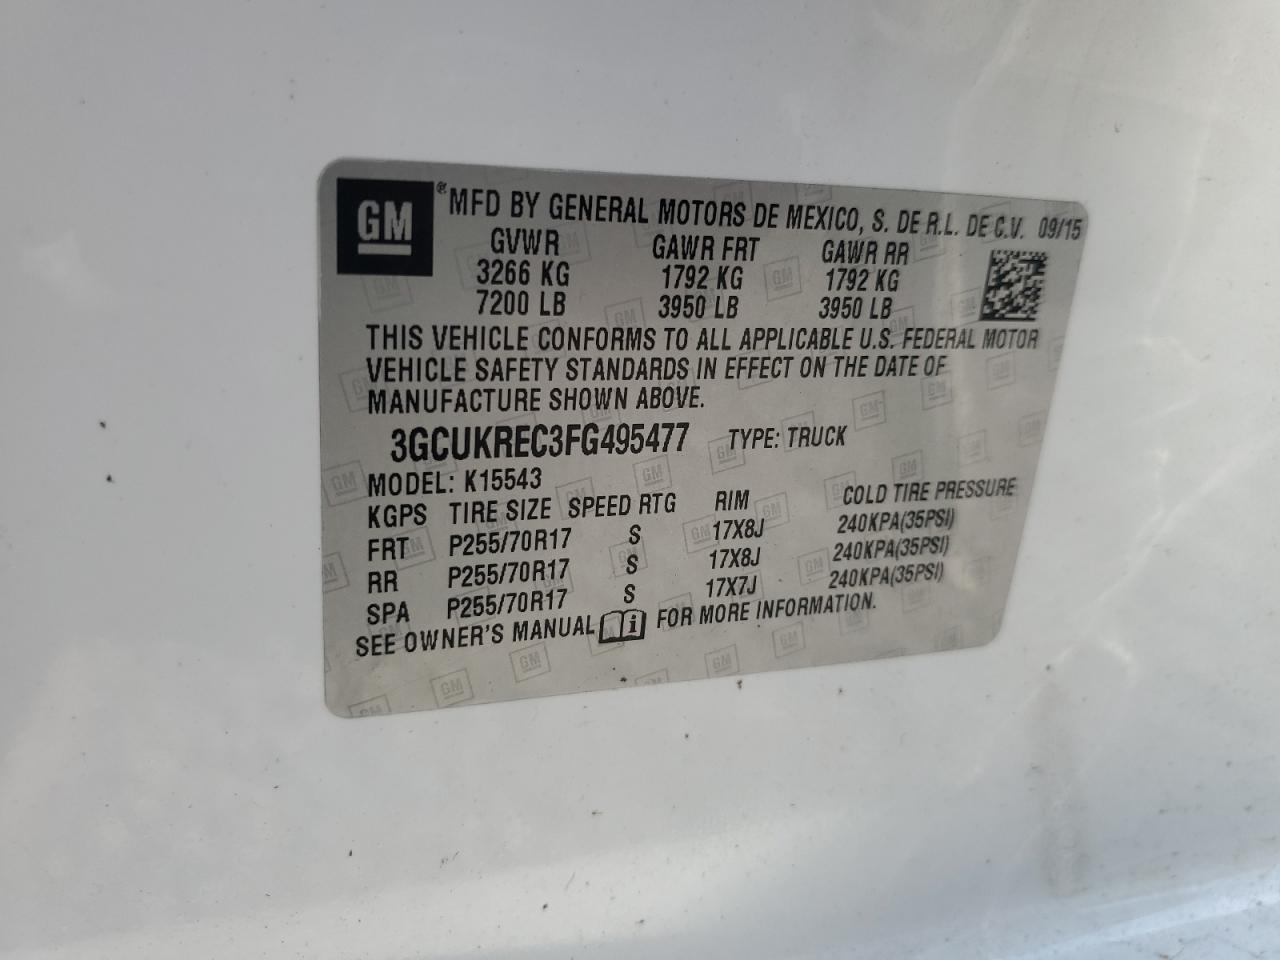 GM ® MFD BY GENERAL MOTORS DE MEXICO, S. DE R.L. DE C.V. 09/15
GVWR GAWR FRT GAWR RR
3266 KG 1792 KG 1792 KG
7200 LB 3950 LB 3950 LB
THIS VEHICLE CONFORMS TO ALL APPLICABLE U.S. FEDERAL MOTOR
VEHICLE SAFETY STANDARDS IN EFFECT ON THE DATE OF
MANUFACTURE SHOWN ABOVE.
3GCUKREC3FG495477 TYPE: TRUCK
MODEL: K15543
KGPS TIRE SIZE SPEED RTG RIM COLD TIRE PRESSURE
FRT P255/70R17 S 17X8J 240KPA(35PSI)
RR P255/70R17 S 17X8J 240KPA(35PSI)
SPA P255/70R17 S 17X7J 240KPA(35PSI)
SEE OWNER'S MANUAL i FOR MORE INFORMATION.